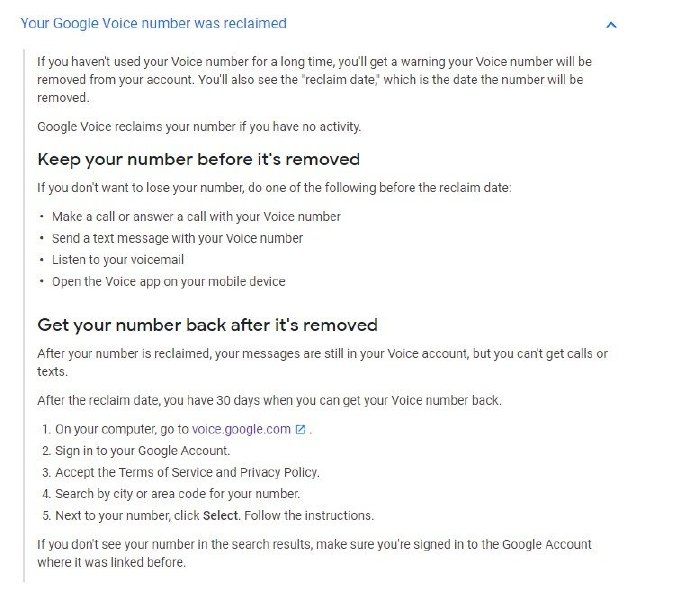 Your Google Voice number was reclaimed
If you haven't used your Voice number for a long time, you'll get a warning your Voice number will be
removed from your account. You'll also see the "reclaim date," which is the date the number will be
removed.
Google Voice reclaims your number if you have no activity.
Keep your number before it's removed
If you don't want to lose your number, do one of the following before the reclaim date:
• Make a call or answer a call with your Voice number
• Send a text message with your Voice number
• Listen to your voicemail
• Open the Voice app on your mobile device
Get your number back after it's removed
After your number is reclaimed, your messages are still in your Voice account, but you can't get calls or
texts.
After the reclaim date, you have 30 days when you can get your Voice number back.
1. On your computer, go to voice.google.com .
2. Sign in to your Google Account.
3. Accept the Terms of Service and Privacy Policy.
4. Search by city or area code for your number.
5. Next to your number, click Select. Follow the instructions.
If you don't see your number in the search results, make sure you're signed in to the Google Account
where it was linked before.